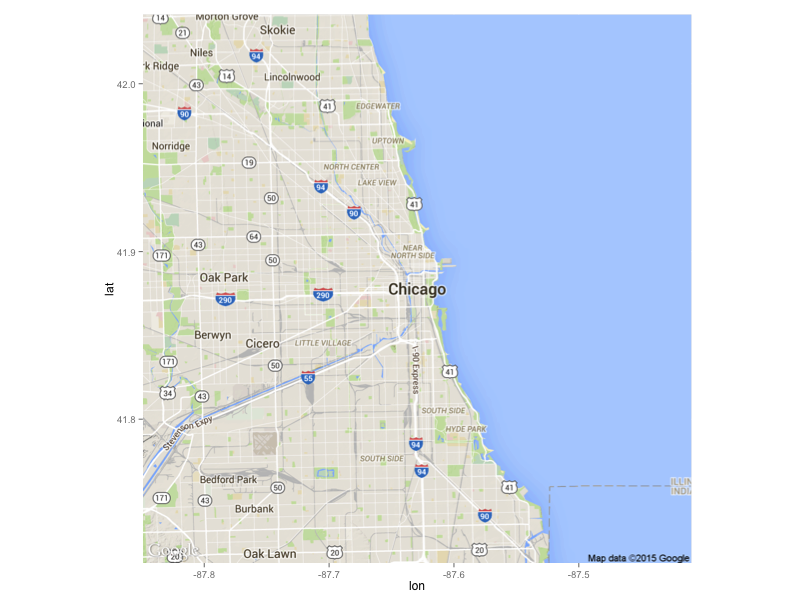 14
Morton Grove
21
Skokie
Niles
94
rk Ridge
14
Lincolnwood
42.0
43
41
EDGEWATER
90
ional
UPTOWN
Norridge
19
NORTH CENTER
94
LAKE VIEW
50
41
90
64
43
NEAR
NORTH SIDE
171
41.9
50
Oak Park
lat
Chicago
290
290
Berwyn
Cicero
LITTLE VILLAGE
I-90 Express
171
50
55
41
34
43
SOUTH SIDE
41.8
Stevenson Expy
HYDE PARK
94
SOUTH SIDE
94
Bedford Park
ILLIN
INDIA
50
41
171
43
Burbank
90
Google
20
Oak Lawn
20
20
Map data ©2015 Google
-87.8
-87.7
-87.6
-87.5
lon